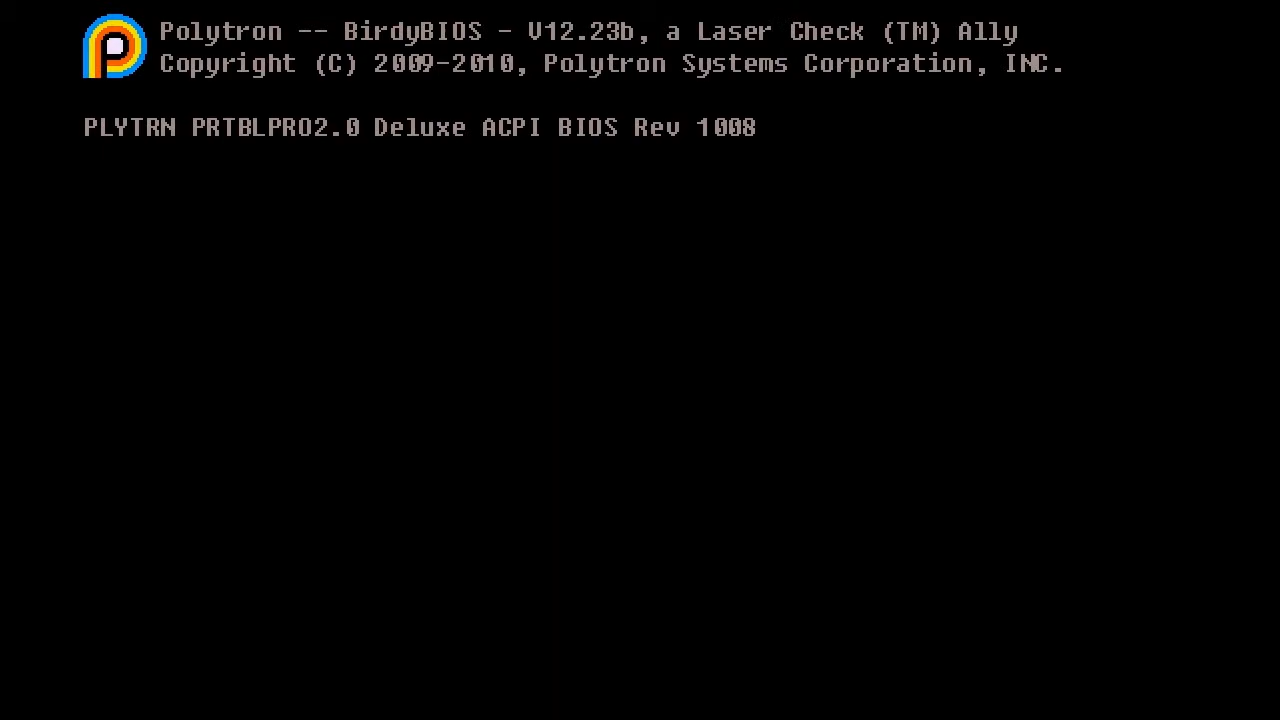 Polytron -- BirdyBIOS - V12.23b, a Laser Check (TM) Ally
Copyright (C) 2009-2010, Polytron Systems Corporation, INC.
PLYTRN PRTBLPRO2.0 Deluxe ACPI BIOS Rev 1008